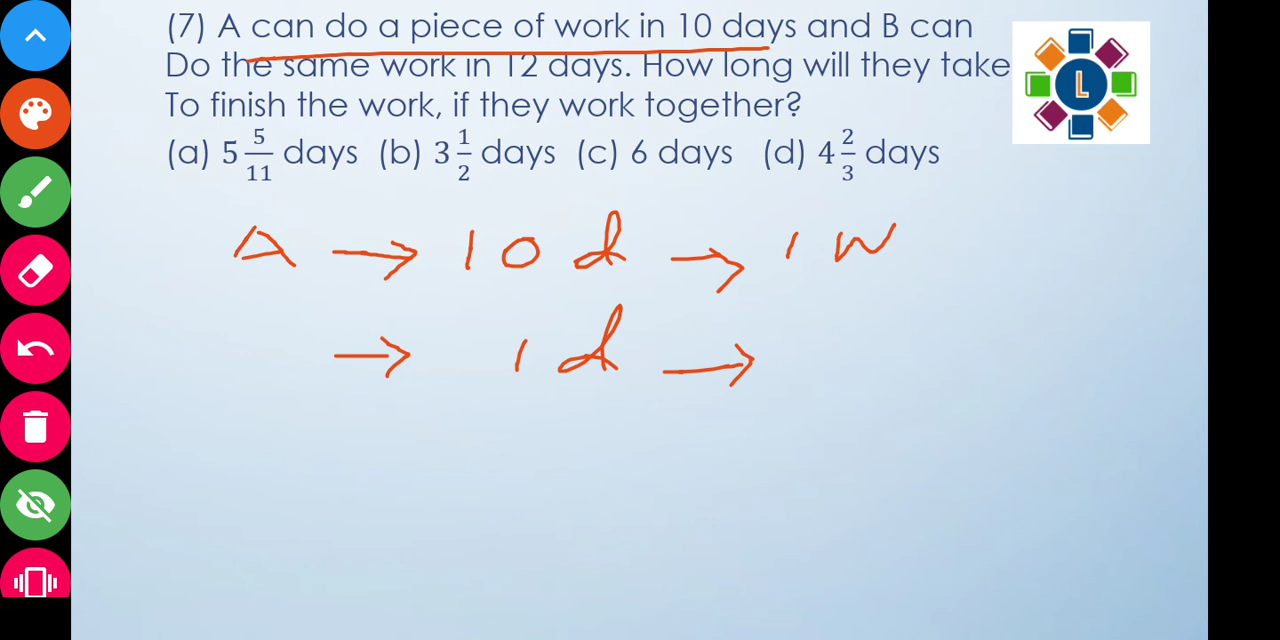 (7) A can do a piece of work in 10 days and B can
Do the same work in 12 days. How long will they take
To finish the work, if they work together?
(a) 5 5/11 days (b) 3 1/2 days (c) 6 days (d) 4 2/3 days
L
A → 10 d → 1 W
→ 1 d →